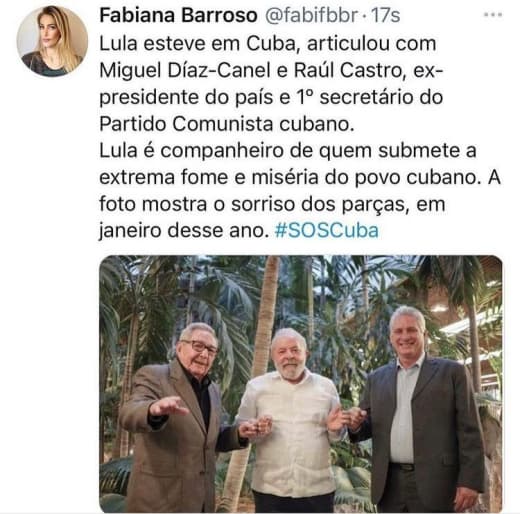 Fabiana Barroso @fabifbbr · 17s
Lula esteve em Cuba, articulou com
Miguel Díaz-Canel e Raúl Castro, ex-
presidente do país e 1º secretário do
Partido Comunista cubano.
Lula é companheiro de quem submete a
extrema fome e miséria do povo cubano. A
foto mostra o sorriso dos parças, em
janeiro desse ano. #SOSCuba